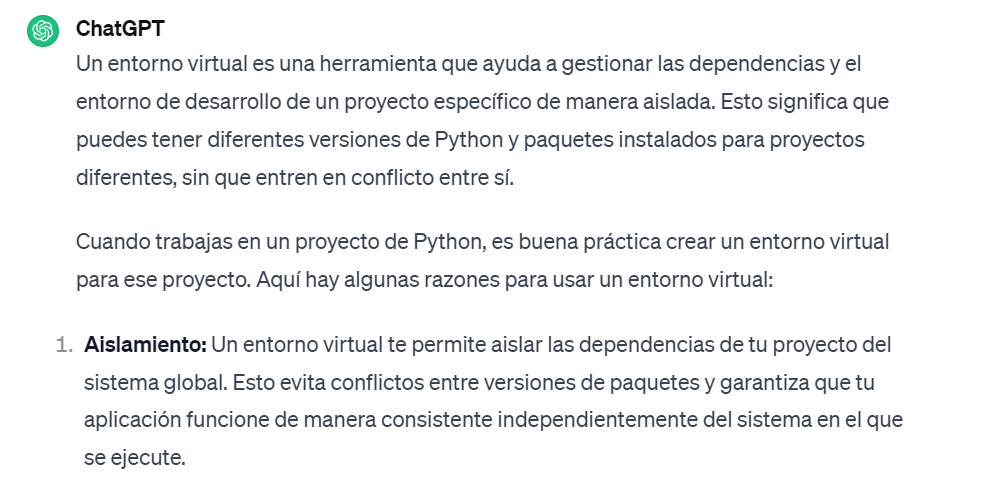 ChatGPT
Un entorno virtual es una herramienta que ayuda a gestionar las dependencias y el
entorno de desarrollo de un proyecto específico de manera aislada. Esto significa que
puedes tener diferentes versiones de Python y paquetes instalados para proyectos
diferentes, sin que entren en conflicto entre sí.
Cuando trabajas en un proyecto de Python, es buena práctica crear un entorno virtual
para ese proyecto. Aquí hay algunas razones para usar un entorno virtual:
1. Aislamiento: Un entorno virtual te permite aislar las dependencias de tu proyecto del
sistema global. Esto evita conflictos entre versiones de paquetes y garantiza que tu
aplicación funcione de manera consistente independientemente del sistema en el que
se ejecute.